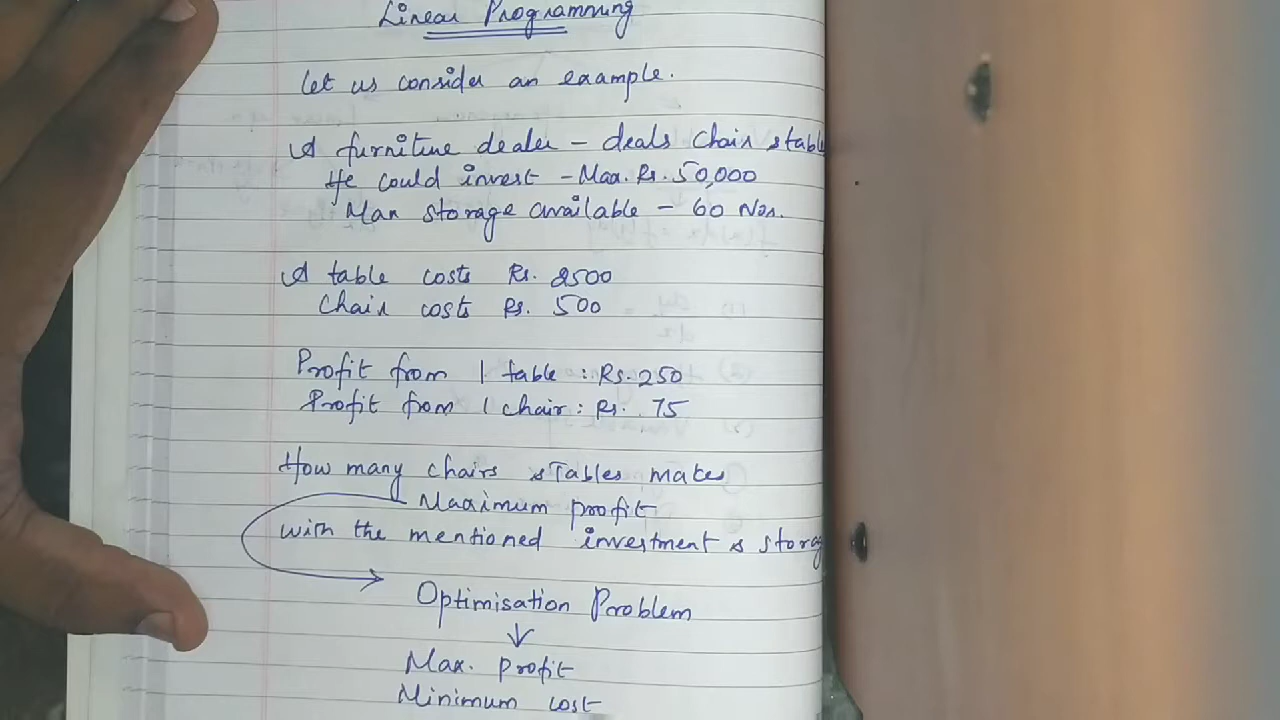 Linear Programming
Let us consider an example.
A furniture dealer - deals chair & tabl
He could invest - Max. Rs. 50,000
Max storage available - 60 Nos.
A table costs Rs. 2500
Chair costs Rs. 500
Profit from 1 table : Rs. 250
Profit from 1 chair : Rs. 75
How many chairs & Tables makes
Maximum profit
with the mentioned investment & storag
Optimisation Problem
Max. profit
Minimum cost